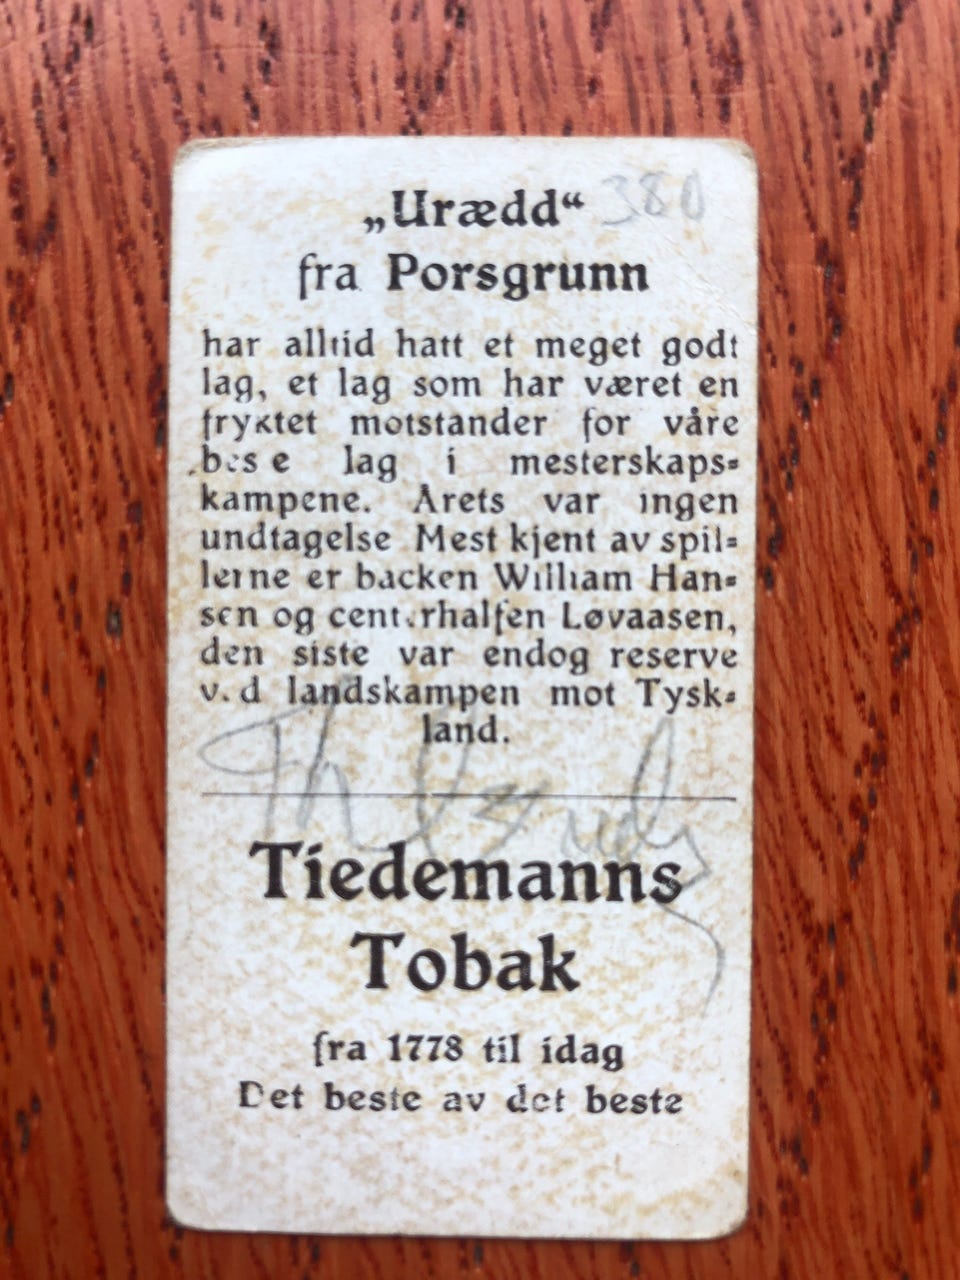 „Urædd“ 380
fra Porsgrunn
har alltid hatt et meget godt
lag, et lag som har været en
fryktet motstander for våre
bes e lag i mesterskaps=
kampene. Årets var ingen
undtagelse Mest kjent av spil=
lerne er backen William Han=
sen og centerhalfen Løvaasen,
den siste var endog reserve
v. d landskampen mot Tysk=
land.
Tiedemanns
Tobak
fra 1778 til idag
Det beste av det beste